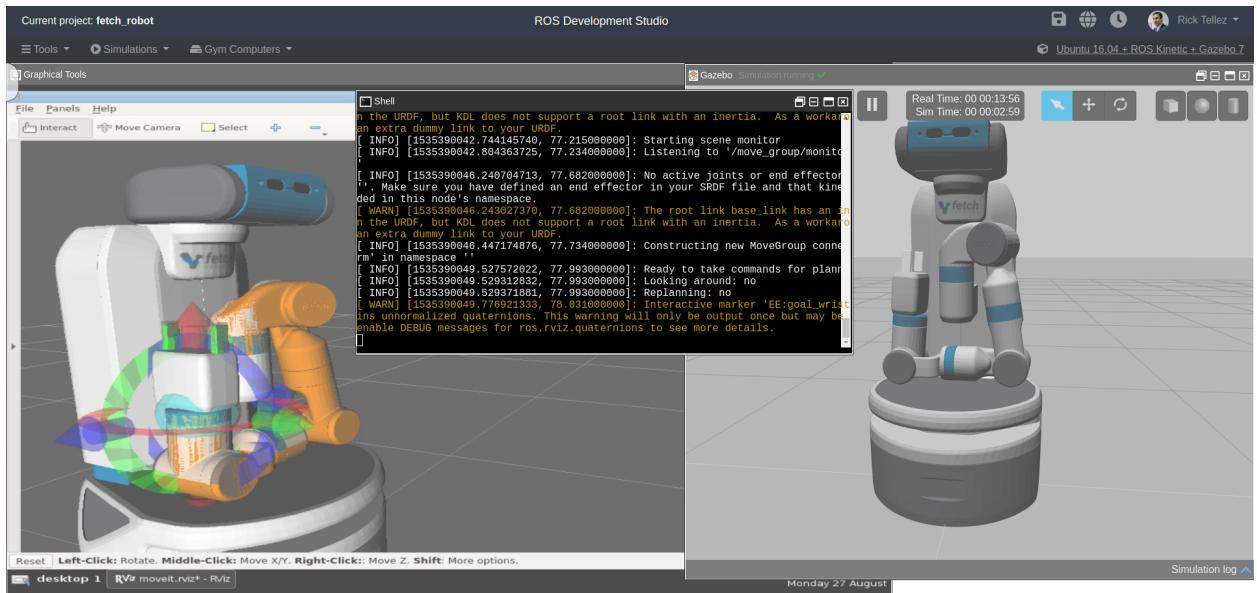 Current project: fetch_robot
ROS Development Studio
Rick Tellez
Tools
Simulations
Gym Computers
Ubuntu 16.04 + ROS Kinetic + Gazebo 7
Graphical Tools
File Panels Help
Interact Move Camera Select
fetch
Shell
n the URDF, but KDL does not support a root link with an inertia. As a workaro
an extra dummy link to your URDF.
[ INFO] [1535390042.744145740, 77.215000000]: Starting scene monitor
[ INFO] [1535390042.804363725, 77.234000000]: Listening to '/move_group/monito
'
[ INFO] [1535390046.240704713, 77.682000000]: No active joints or end effector
''. Make sure you have defined an end effector in your SRDF file and that kine
ded in this node's namespace.
[ WARN] [1535390046.243027370, 77.682000000]: The root link base_link has an in
n the URDF, but KDL does not support a root link with an inertia. As a workaro
an extra dummy link to your URDF.
[ INFO] [1535390046.447174876, 77.734000000]: Constructing new MoveGroup conne
rm' in namespace ''
[ INFO] [1535390049.527572022, 77.993000000]: Ready to take commands for plann
[ INFO] [1535390049.529312832, 77.993000000]: Looking around: no
[ INFO] [1535390049.529371881, 77.993000000]: Replanning: no
[ WARN] [1535390049.776921333, 78.031000000]: Interactive marker 'EE:goal_wrist
ins unnormalized quaternions. This warning will only be output once but may be
enable DEBUG messages for ros.rviz.quaternions to see more details.
Gazebo Simulation running
Real Time: 00 00:13:56
Sim Time: 00 00:02:59
fetch
Reset Left-Click: Rotate. Middle-Click: Move X/Y. Right-Click:: Move Z. Shift: More options.
desktop 1 RViz moveit.rviz* - RViz
Simulation log
Monday 27 August